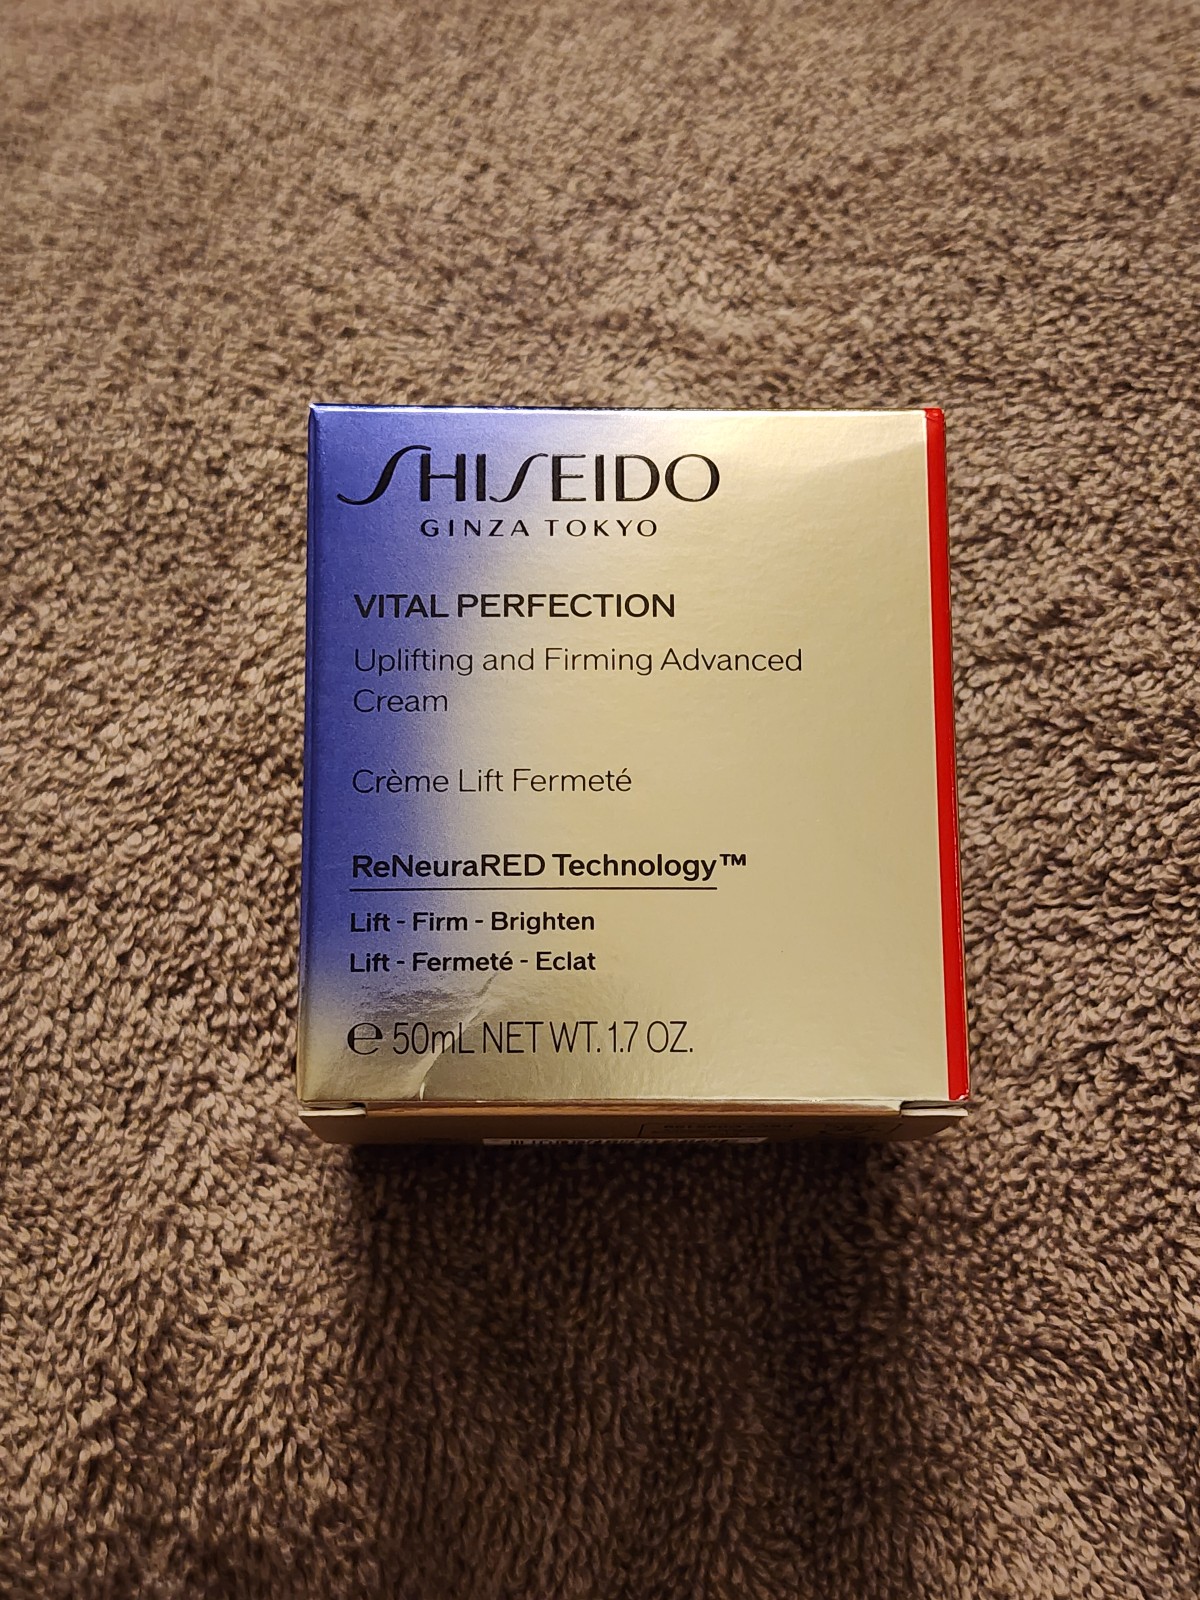 SHISEIDO
GINZA TOKYO
VITAL PERFECTION
Uplifting and Firming Advanced
Cream
Crème Lift Fermeté
ReNeuraRED Technology™
Lift - Firm - Brighten
Lift - Fermeté - Eclat
℮ 50mL NET WT. 1.7 OZ.